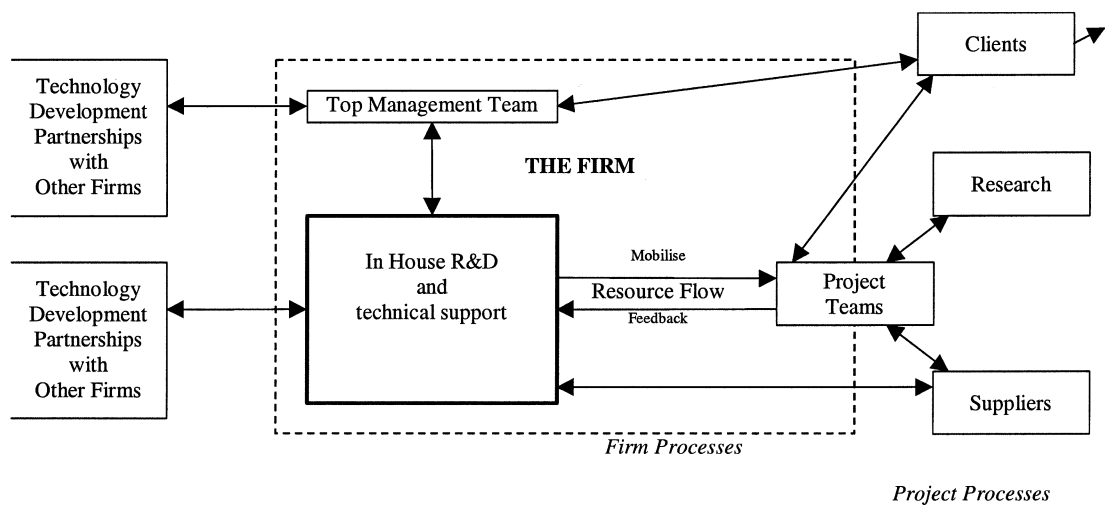 Clients
Technology
Development
Partnerships
with
Other Firms
Top Management Team
THE FIRM
Research
In House R&D
and
technical support
Mobilise
Resource Flow
Feedback
Project
Teams
Technology
Development
Partnerships
with
Other Firms
Suppliers
Firm Processes
Project Processes